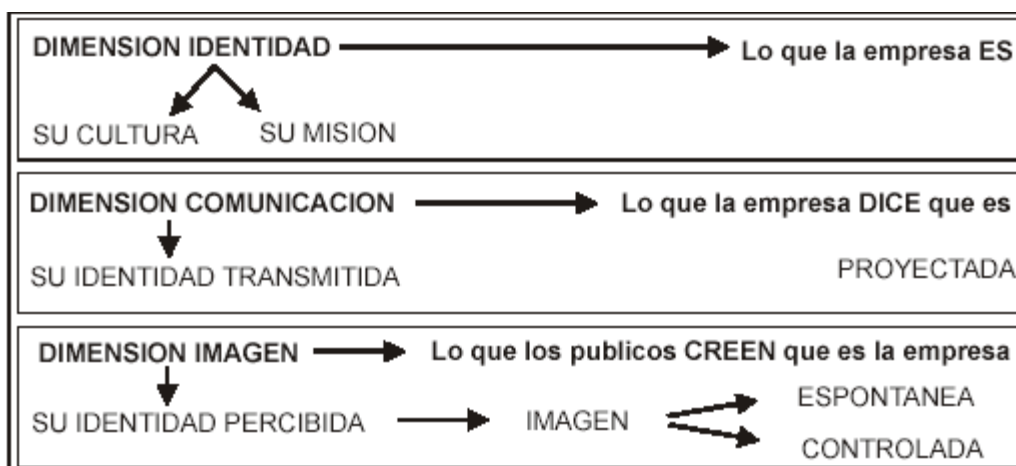 DIMENSION IDENTIDAD Lo que la empresa ES
SU CULTURA SU MISION
DIMENSION COMUNICACION Lo que la empresa DICE que es
SU IDENTIDAD TRANSMITIDA PROYECTADA
DIMENSION IMAGEN Lo que los publicos CREEN que es la empresa
ESPONTANEA
SU IDENTIDAD PERCIBIDA IMAGEN
CONTROLADA